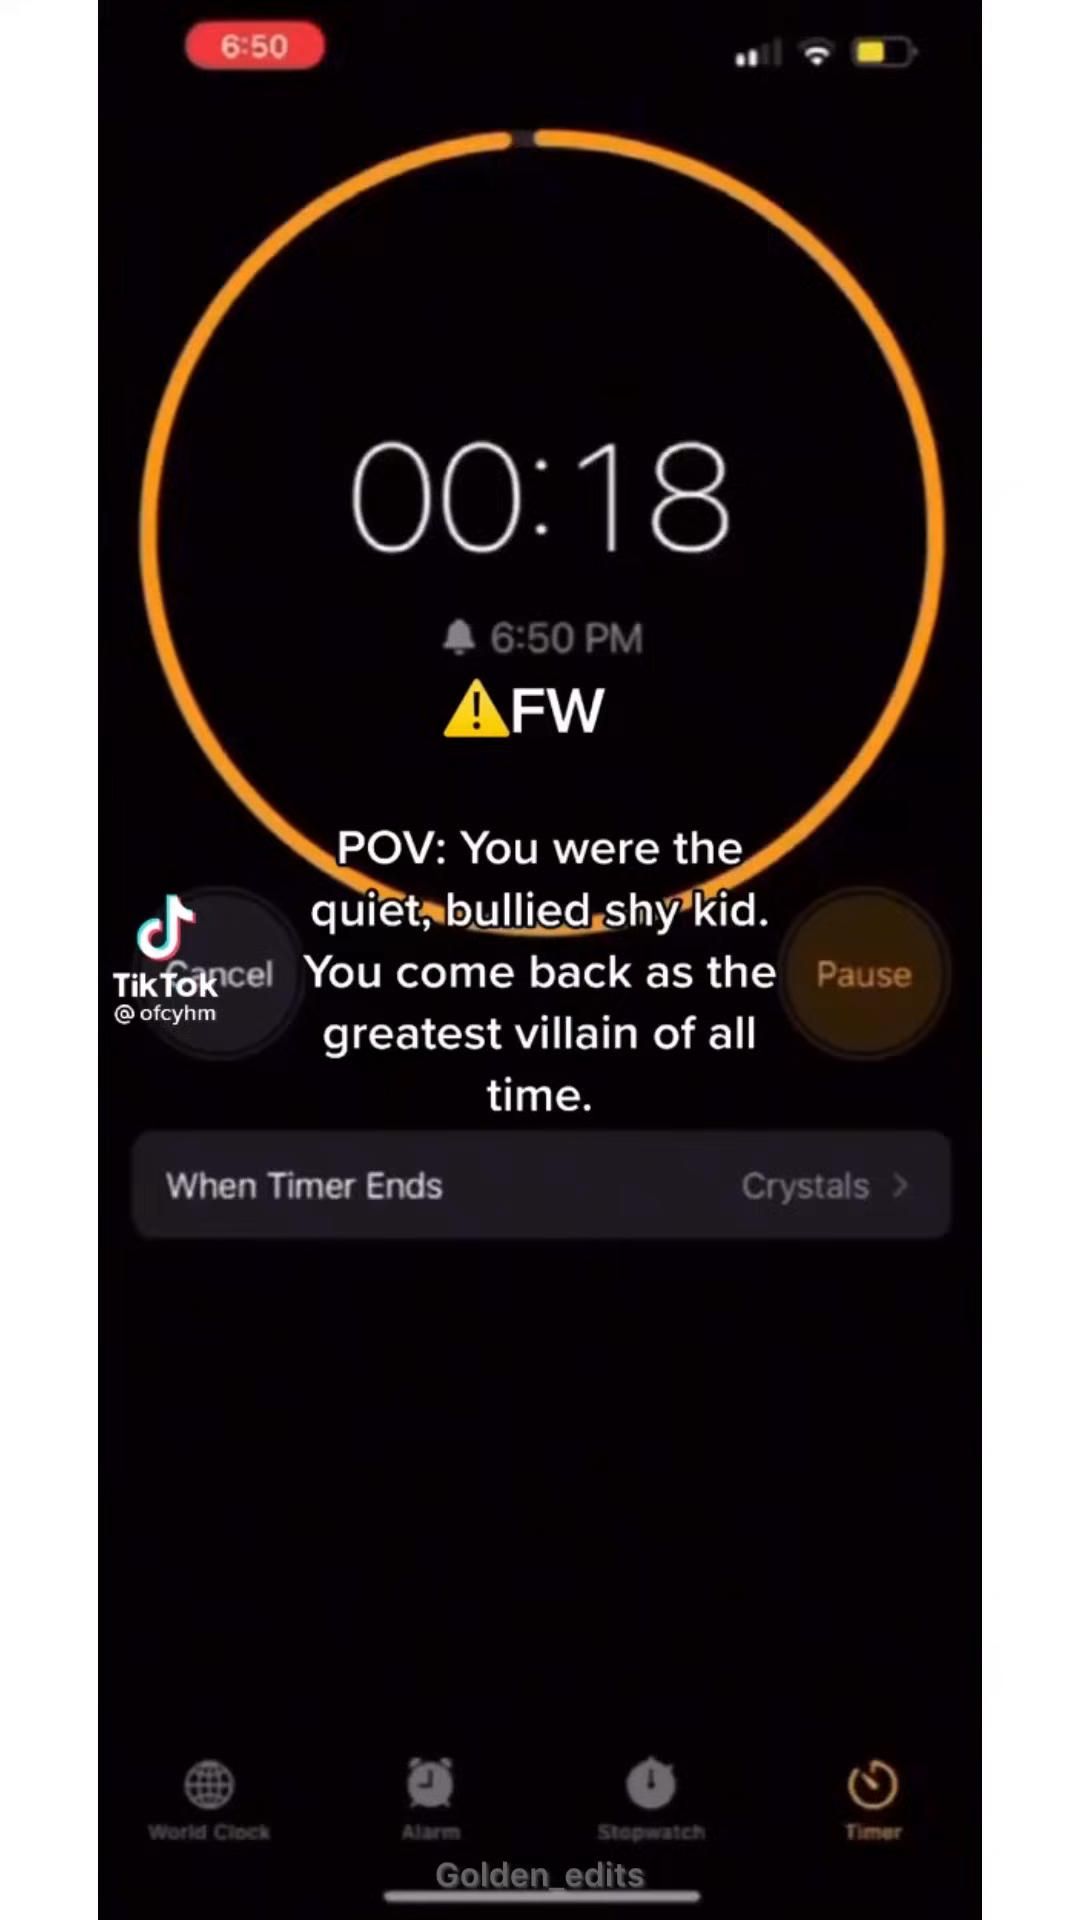 6:50
00:18
6:50 PM
⚠️FW
POV: You were the
quiet, bullied shy kid.
You come back as the
greatest villain of all
time.
Cancel
Pause
TikTok
@ofcyhm
When Timer Ends
Crystals >
World Clock
Alarm
Stopwatch
Timer
Golden_edits